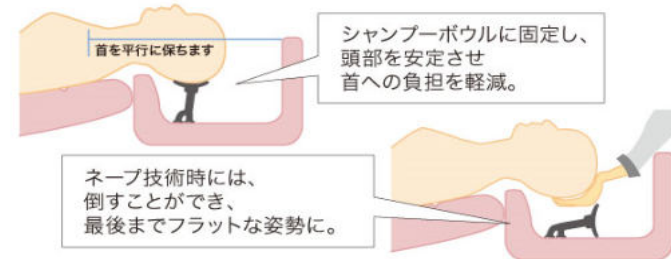 首を平行に保ちます
シャンプーボウルに固定し、
頭部を安定させ
首への負担を軽減。
ネープ技術時には、
倒すことができ、
最後までフラットな姿勢に。